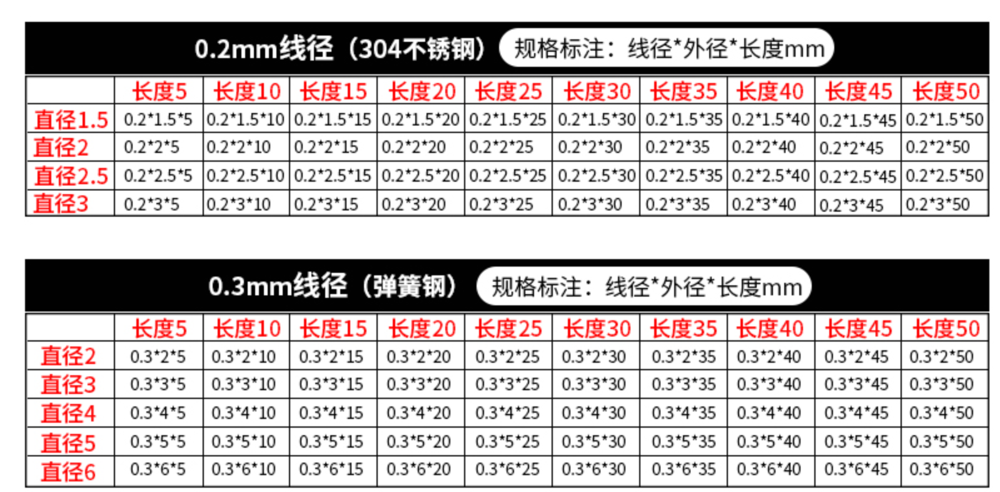 0.2mm线径（304不锈钢） 规格标注：线径*外径*长度mm
长度5 长度10 长度15 长度20 长度25 长度30 长度35 长度40 长度45 长度50
直径1.5 0.2*1.5*5 0.2*1.5*10 0.2*1.5*15 0.2*1.5*20 0.2*1.5*25 0.2*1.5*30 0.2*1.5*35 0.2*1.5*40 0.2*1.5*45 0.2*1.5*50
直径2 0.2*2*5 0.2*2*10 0.2*2*15 0.2*2*20 0.2*2*25 0.2*2*30 0.2*2*35 0.2*2*40 0.2*2*45 0.2*2*50
直径2.5 0.2*2.5*5 0.2*2.5*10 0.2*2.5*15 0.2*2.5*20 0.2*2.5*25 0.2*2.5*30 0.2*2.5*35 0.2*2.5*40 0.2*2.5*45 0.2*2.5*50
直径3 0.2*3*5 0.2*3*10 0.2*3*15 0.2*3*20 0.2*3*25 0.2*3*30 0.2*3*35 0.2*3*40 0.2*3*45 0.2*3*50
0.3mm线径（弹簧钢） 规格标注：线径*外径*长度mm
长度5 长度10 长度15 长度20 长度25 长度30 长度35 长度40 长度45 长度50
直径2 0.3*2*5 0.3*2*10 0.3*2*15 0.3*2*20 0.3*2*25 0.3*2*30 0.3*2*35 0.3*2*40 0.3*2*45 0.3*2*50
直径3 0.3*3*5 0.3*3*10 0.3*3*15 0.3*3*20 0.3*3*25 0.3*3*30 0.3*3*35 0.3*3*40 0.3*3*45 0.3*3*50
直径4 0.3*4*5 0.3*4*10 0.3*4*15 0.3*4*20 0.3*4*25 0.3*4*30 0.3*4*35 0.3*4*40 0.3*4*45 0.3*4*50
直径5 0.3*5*5 0.3*5*10 0.3*5*15 0.3*5*20 0.3*5*25 0.3*5*30 0.3*5*35 0.3*5*40 0.3*5*45 0.3*5*50
直径6 0.3*6*5 0.3*6*10 0.3*6*15 0.3*6*20 0.3*6*25 0.3*6*30 0.3*6*35 0.3*6*40 0.3*6*45 0.3*6*50